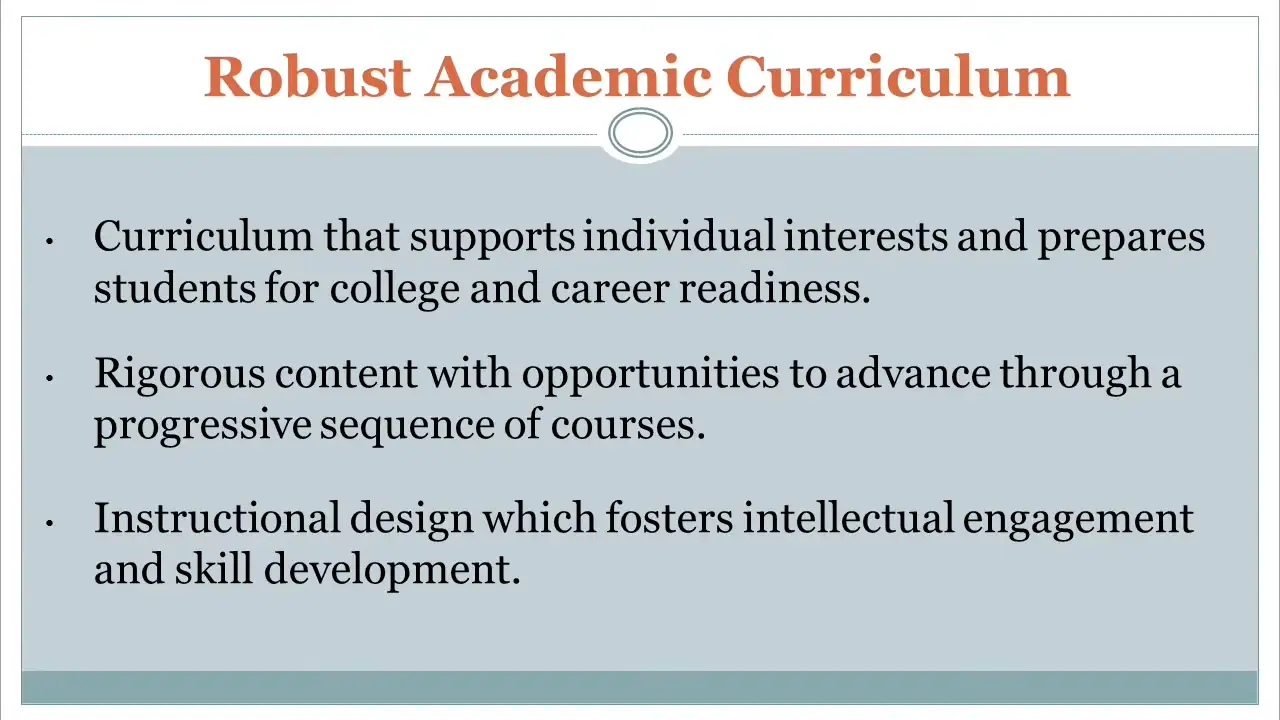 Robust Academic Curriculum
• Curriculum that supports individual interests and prepares
students for college and career readiness.
• Rigorous content with opportunities to advance through a
progressive sequence of courses.
• Instructional design which fosters intellectual engagement
and skill development.